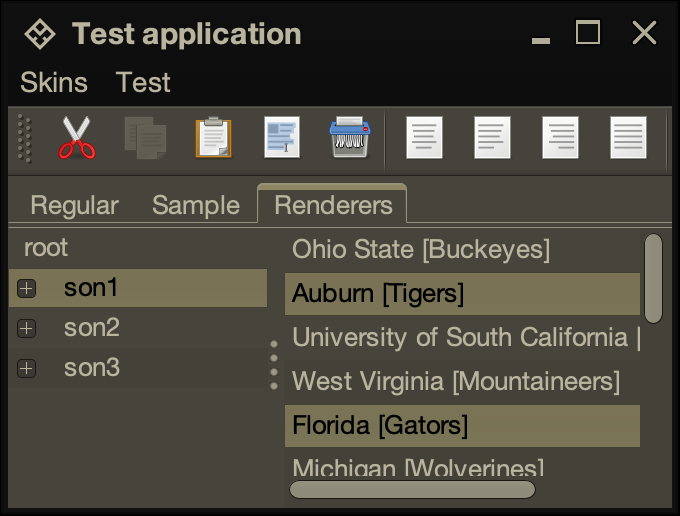 Test application
Skins Test
Regular Sample Renderers
root
son1
son2
son3
Ohio State [Buckeyes]
Auburn [Tigers]
University of South California [
West Virginia [Mountaineers]
Florida [Gators]
Michigan [Wolverines]